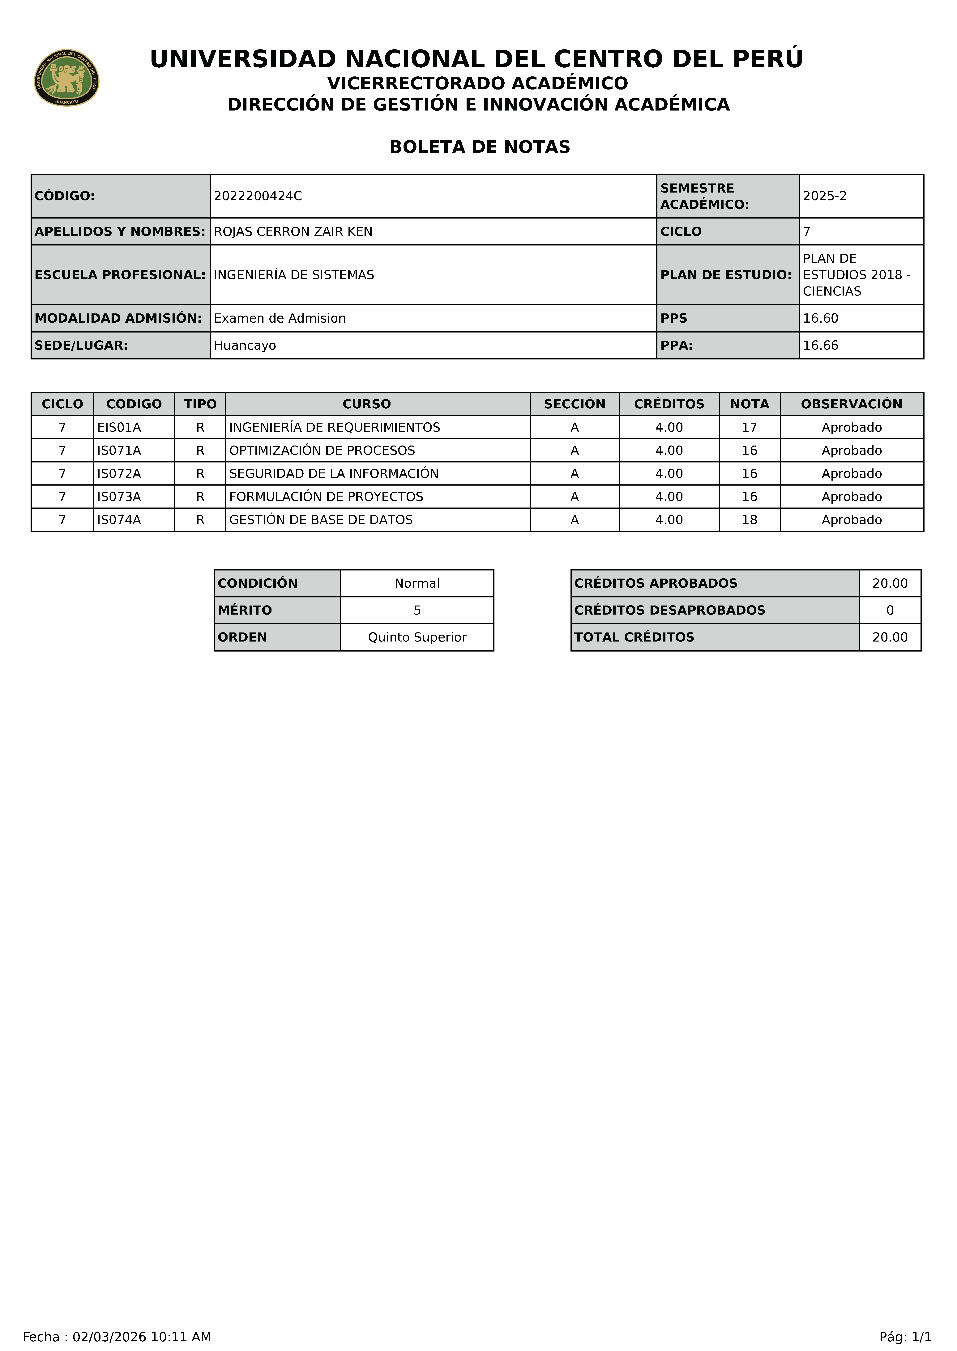 UNIVERSIDAD NACIONAL DEL CENTRO DEL PERÚ
VICERRECTORADO ACADÉMICO
DIRECCIÓN DE GESTIÓN E INNOVACIÓN ACADÉMICA
BOLETA DE NOTAS
CÓDIGO: 2022200424C SEMESTRE ACADÉMICO: 2025-2
APELLIDOS Y NOMBRES: ROJAS CERRON ZAIR KEN CICLO 7
ESCUELA PROFESIONAL: INGENIERÍA DE SISTEMAS PLAN DE ESTUDIO: PLAN DE ESTUDIOS 2018 - CIENCIAS
MODALIDAD ADMISIÓN: Examen de Admision PPS 16.60
SEDE/LUGAR: Huancayo PPA: 16.66
CICLO CODIGO TIPO CURSO SECCIÓN CRÉDITOS NOTA OBSERVACIÓN
7 EIS01A R INGENIERÍA DE REQUERIMIENTOS A 4.00 17 Aprobado
7 IS071A R OPTIMIZACIÓN DE PROCESOS A 4.00 16 Aprobado
7 IS072A R SEGURIDAD DE LA INFORMACIÓN A 4.00 16 Aprobado
7 IS073A R FORMULACIÓN DE PROYECTOS A 4.00 16 Aprobado
7 IS074A R GESTIÓN DE BASE DE DATOS A 4.00 18 Aprobado
CONDICIÓN Normal CRÉDITOS APROBADOS 20.00
MÉRITO 5 CRÉDITOS DESAPROBADOS 0
ORDEN Quinto Superior TOTAL CRÉDITOS 20.00
Fecha : 02/03/2026 10:11 AM Pág: 1/1